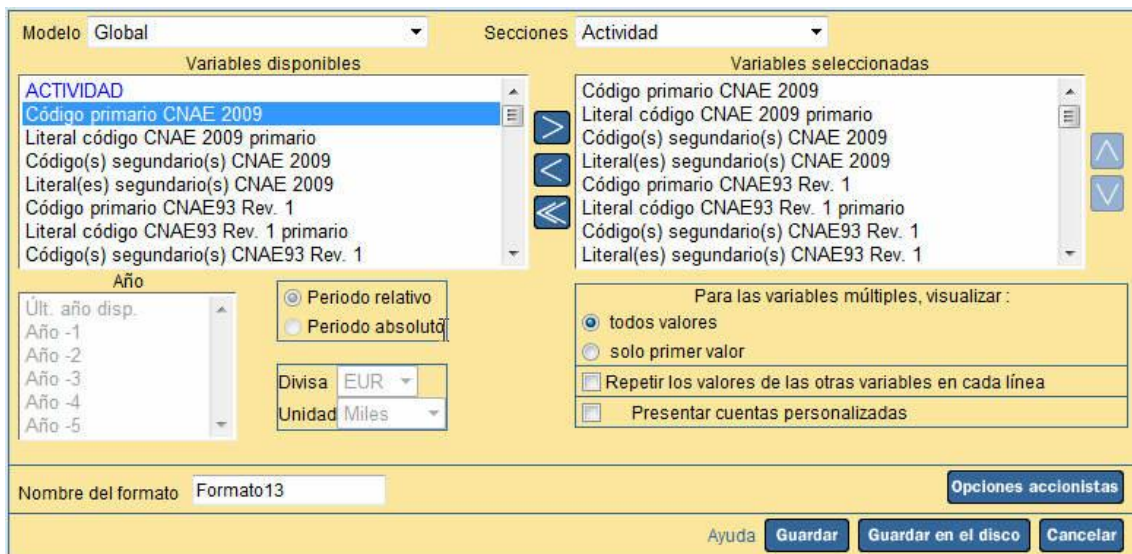 Modelo Global Secciones Actividad
Variables disponibles
ACTIVIDAD
Código primario CNAE 2009
Literal código CNAE 2009 primario
Código(s) segundario(s) CNAE 2009
Literal(es) segundario(s) CNAE 2009
Código primario CNAE93 Rev. 1
Literal código CNAE93 Rev. 1 primario
Código(s) segundario(s) CNAE93 Rev. 1
Variables seleccionadas
Código primario CNAE 2009
Literal código CNAE 2009 primario
Código(s) segundario(s) CNAE 2009
Literal(es) segundario(s) CNAE 2009
Código primario CNAE93 Rev. 1
Literal código CNAE93 Rev. 1 primario
Código(s) segundario(s) CNAE93 Rev. 1
Literal(es) segundario(s) CNAE93 Rev. 1
Año
Últ. año disp.
Año -1
Año -2
Año -3
Año -4
Año -5
Periodo relativo
Periodo absoluto
Divisa EUR
Unidad Miles
Para las variables múltiples, visualizar :
todos valores
solo primer valor
Repetir los valores de las otras variables en cada línea
Presentar cuentas personalizadas
Nombre del formato Formato13
Opciones accionistas
Ayuda Guardar Guardar en el disco Cancelar